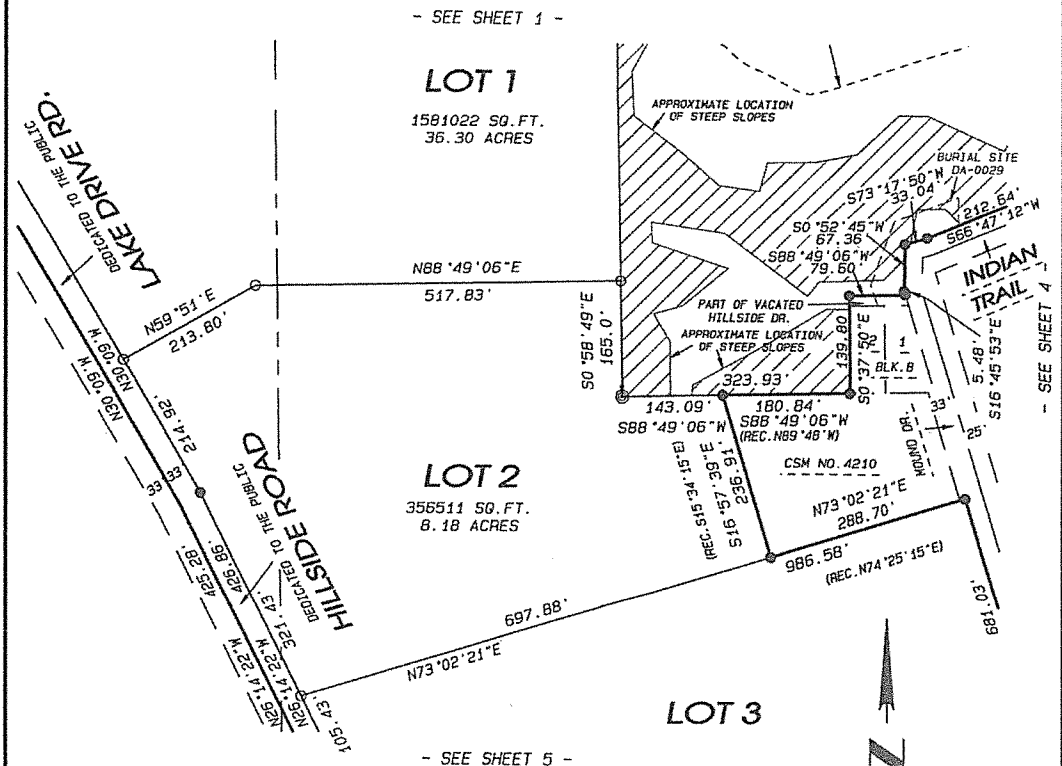 - SEE SHEET 1 -
LOT 1
1581022 SQ.FT.
36.30 ACRES
APPROXIMATE LOCATION
OF STEEP SLOPES
BURIAL SITE
DA-0029
LAKE DRIVE RD.
DEDICATED TO THE PUBLIC
S73°17'50"W
33.04'
212.64'
S66°47'12"W
S0°52'45"W
67.36
S88°49'06"W
79.60
INDIAN
TRAIL
N88°49'06"E
517.83'
N59°51'E
213.80'
S0°58'49"E
165.0'
PART OF VACATED
HILLSIDE DR.
APPROXIMATE LOCATION
OF STEEP SLOPES
139.80
S0°37'50"E
1
BLK.8
S16°45'53"E
5.48'
- SEE SHEET 4 -
N30°09'W
N30°09'W
214.92'
33 33
323.93'
143.09'
S88°49'06"W
180.84'
S88°49'06"W
(REC.N89°48'W)
33'
25'
MOUND DR.
CSM NO.4210
HILLSIDE ROAD
DEDICATED TO THE PUBLIC
LOT 2
356511 SQ.FT.
8.18 ACRES
(REC.S15°34'15"E)
S16°57'39"E
236.91'
N73°02'21"E
288.70'
986.58'
(REC.N74°25'15"E)
425.28'
426.86'
321.43'
N26°14'22"W
N26°14'22"W
105.43'
697.88'
N73°02'21"E
681.03'
LOT 3
N
- SEE SHEET 5 -